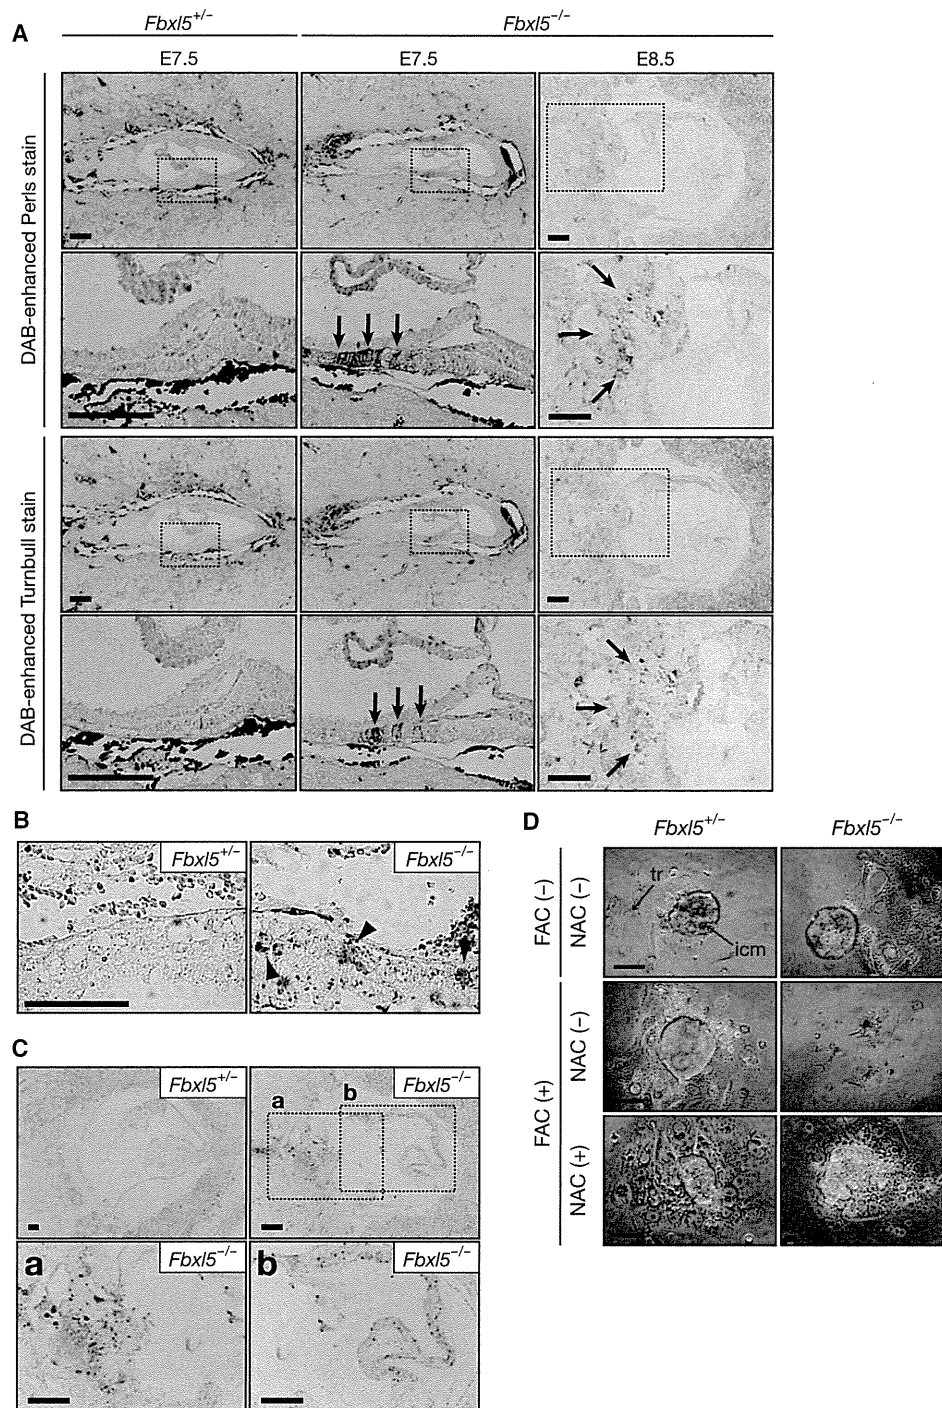 A
Fbxl5+/–
Fbxl5–/–
E7.5
E7.5
E8.5
DAB-enhanced Perls stain
DAB-enhanced Turnbull stain
B
Fbxl5+/–
Fbxl5–/–
C
Fbxl5+/–
Fbxl5–/–
a
b
a
Fbxl5–/–
b
Fbxl5–/–
D
Fbxl5+/–
Fbxl5–/–
FAC (–)
NAC (–)
tr
icm
FAC (+)
NAC (–)
NAC (+)